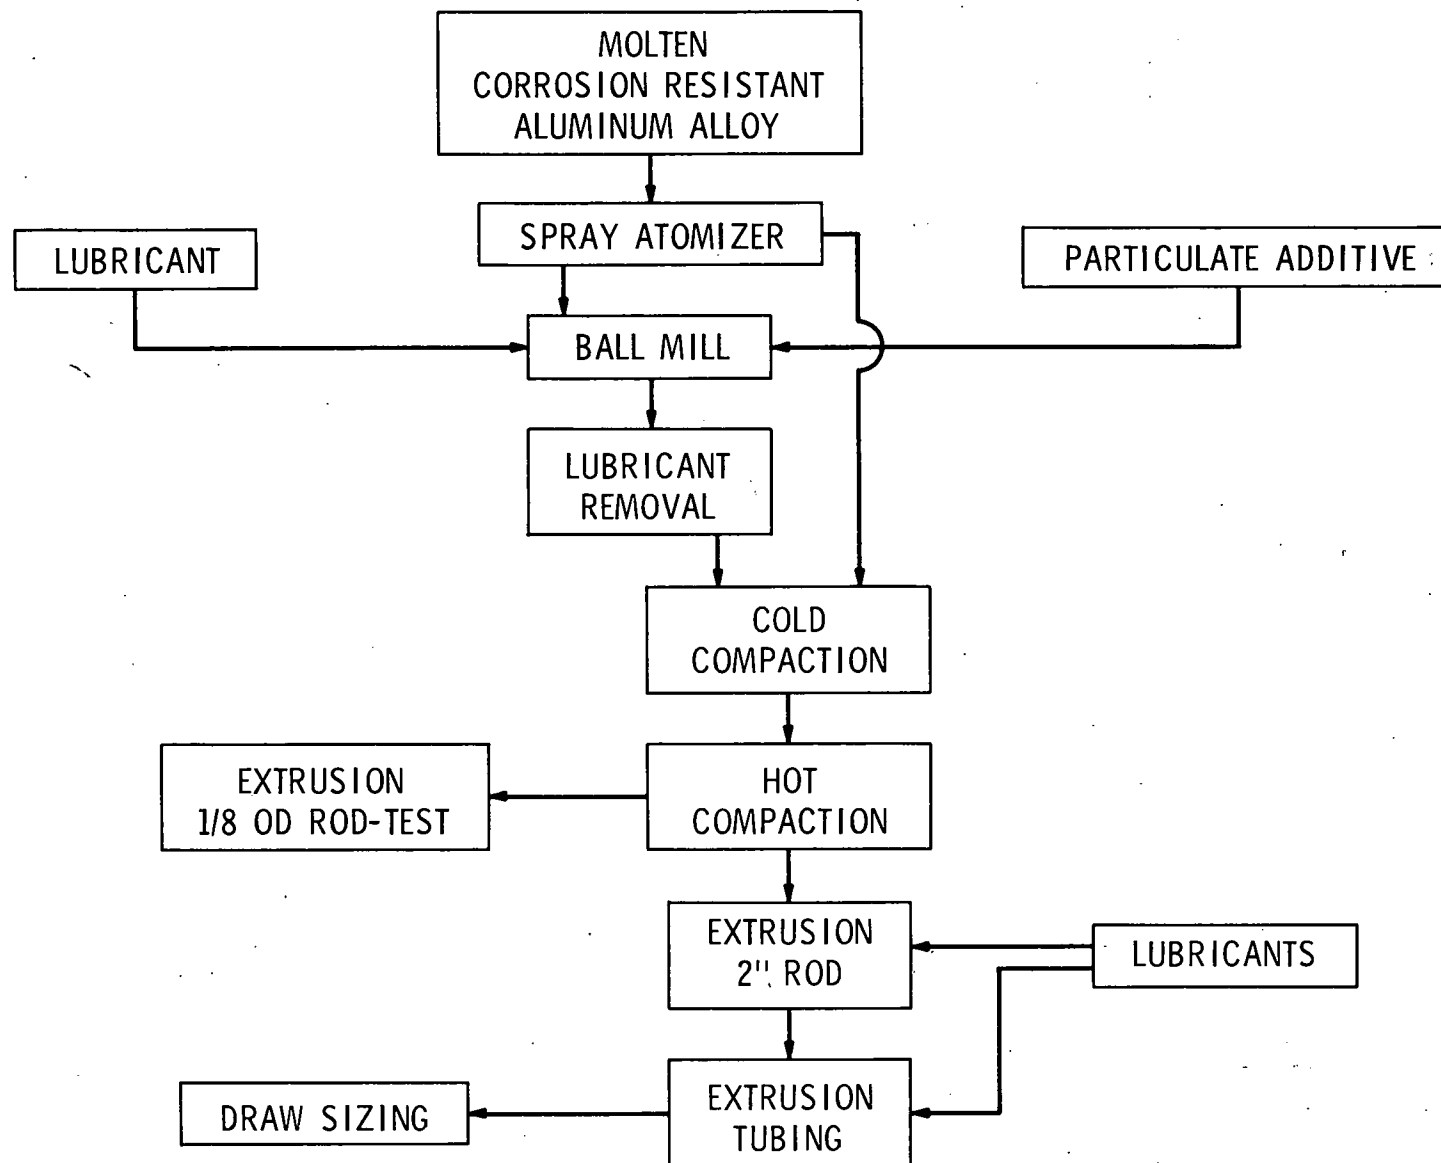 MOLTEN
CORROSION RESISTANT
ALUMINUM ALLOY
SPRAY ATOMIZER
LUBRICANT
PARTICULATE ADDITIVE
BALL MILL
LUBRICANT
REMOVAL
COLD
COMPACTION
EXTRUSION
1/8 OD ROD-TEST
HOT
COMPACTION
EXTRUSION
2" ROD
LUBRICANTS
DRAW SIZING
EXTRUSION
TUBING